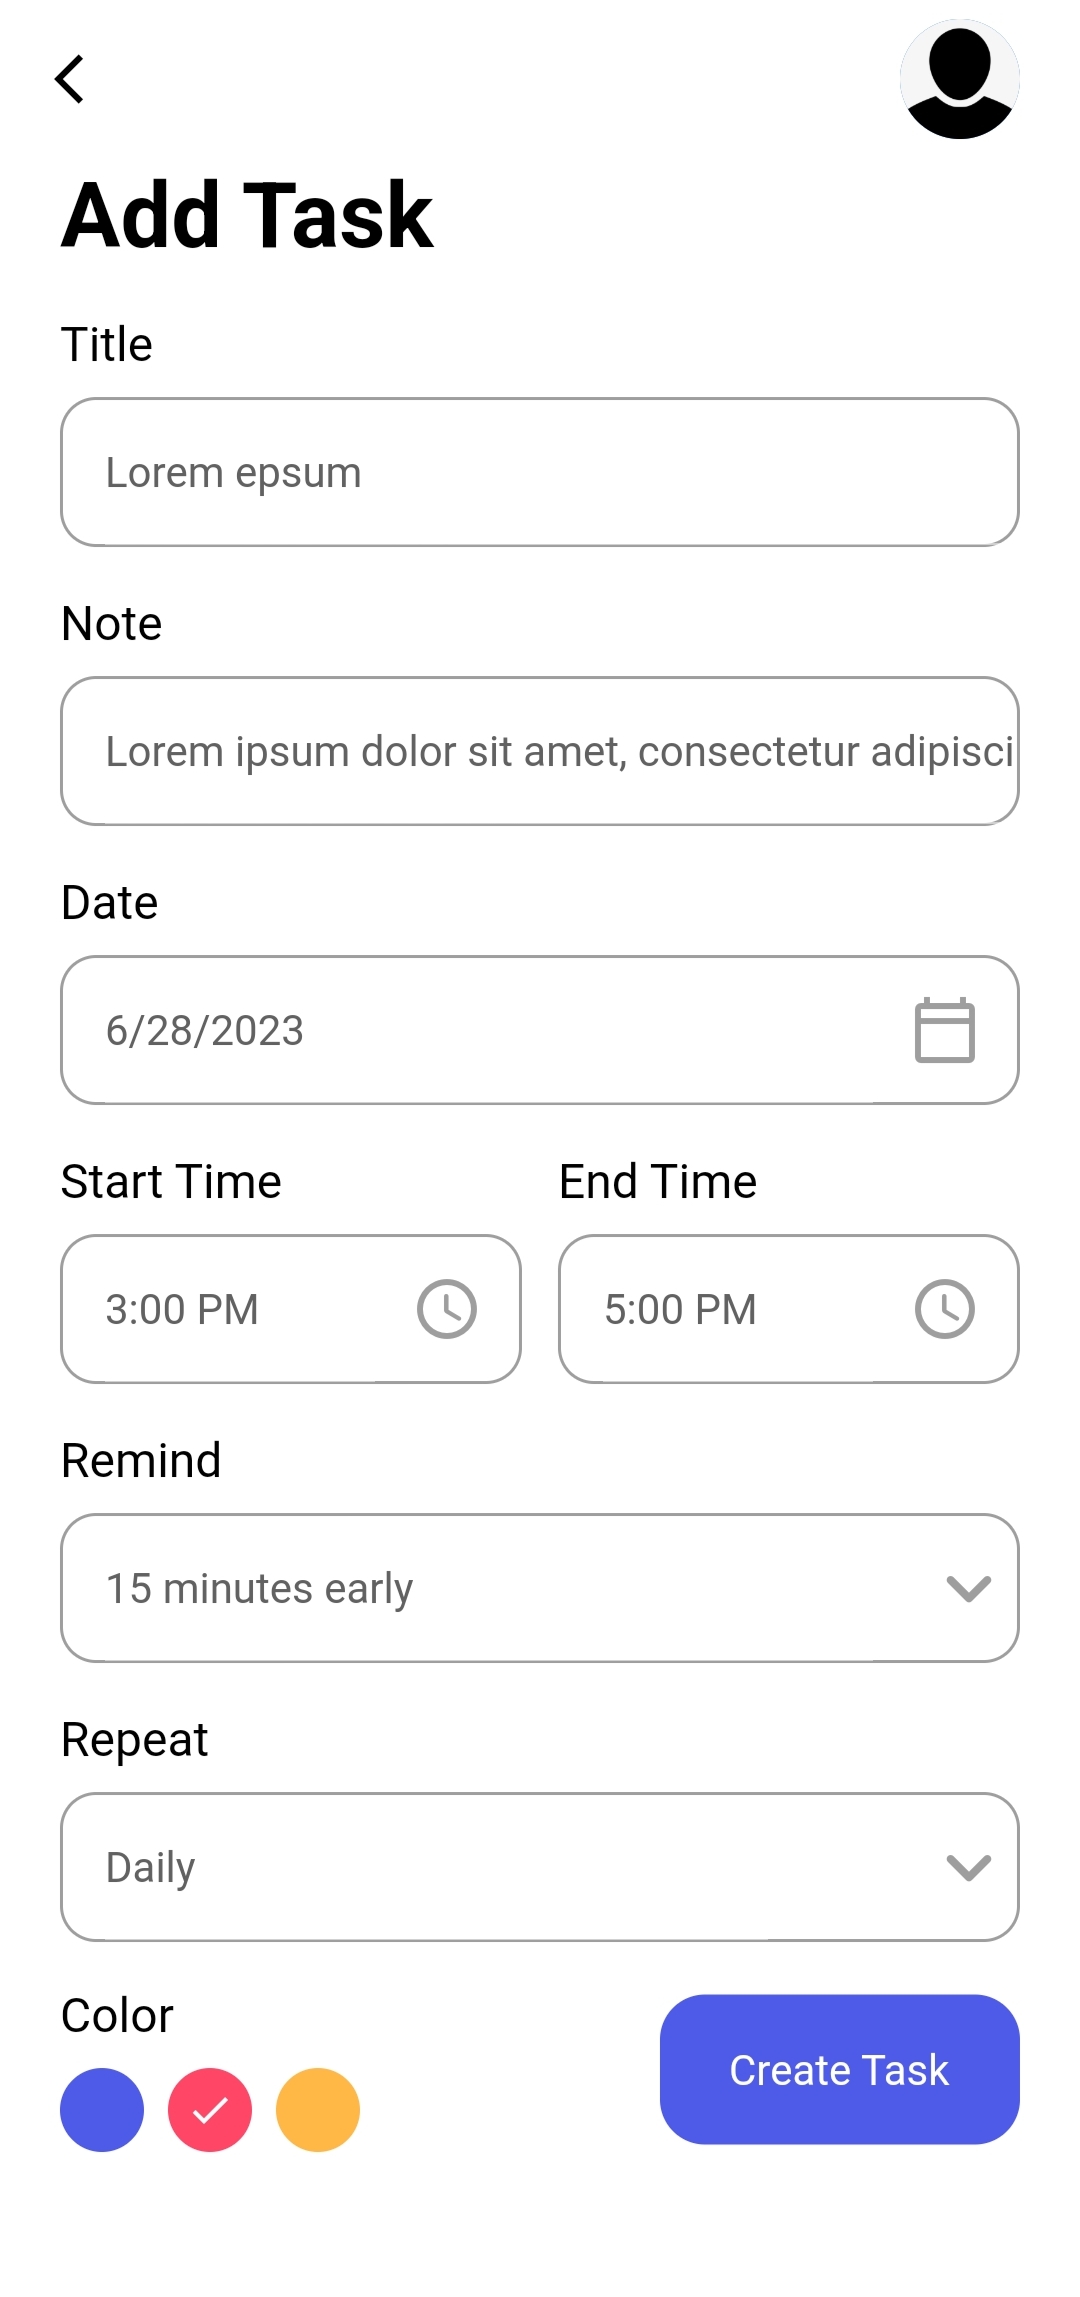 Add Task
Title
Lorem epsum
Note
Lorem ipsum dolor sit amet, consectetur adipisci
Date
6/28/2023
Start Time
End Time
3:00 PM
5:00 PM
Remind
15 minutes early
Repeat
Daily
Color
Create Task